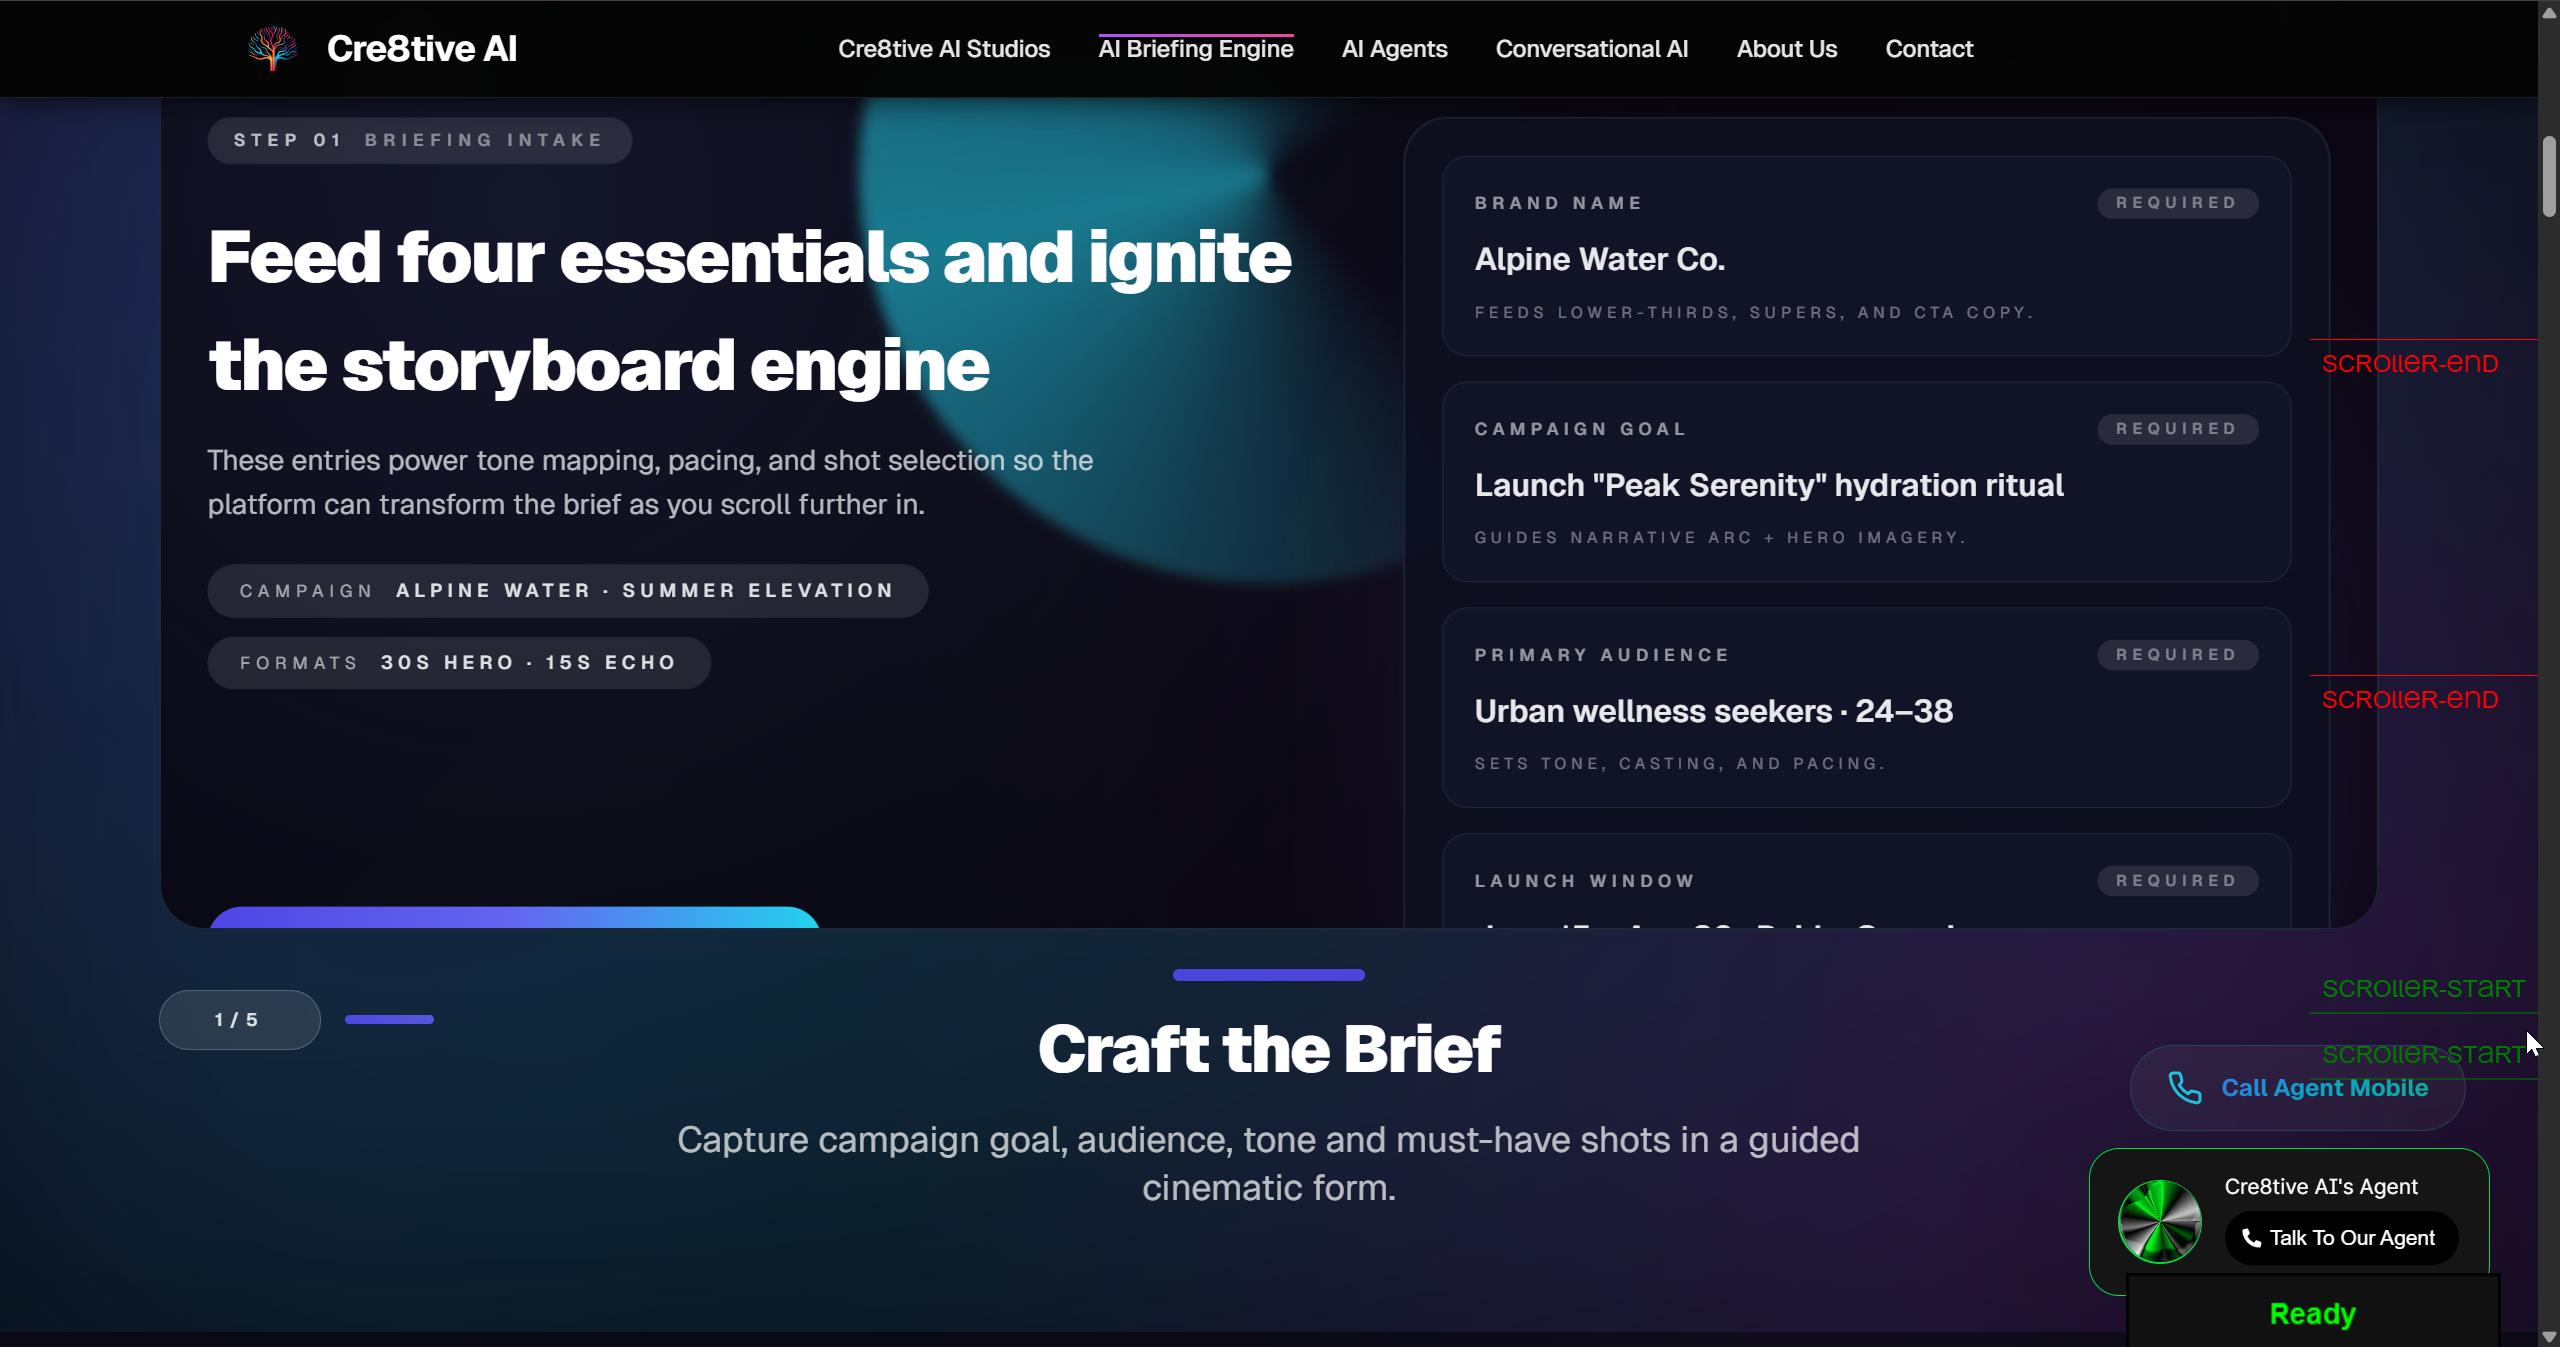 Cre8tive AI
Cre8tive AI Studios
AI Briefing Engine
AI Agents
Conversational AI
About Us
Contact
STEP 01 BRIEFING INTAKE
Feed four essentials and ignite
the storyboard engine
These entries power tone mapping, pacing, and shot selection so the
platform can transform the brief as you scroll further in.
CAMPAIGN ALPINE WATER · SUMMER ELEVATION
FORMATS 30S HERO · 15S ECHO
BRAND NAME
REQUIRED
Alpine Water Co.
FEEDS LOWER-THIRDS, SUPERS, AND CTA COPY.
CAMPAIGN GOAL
REQUIRED
Launch "Peak Serenity" hydration ritual
GUIDES NARRATIVE ARC + HERO IMAGERY.
PRIMARY AUDIENCE
REQUIRED
Urban wellness seekers · 24–38
SETS TONE, CASTING, AND PACING.
LAUNCH WINDOW
REQUIRED
scroller-end
scroller-end
1 / 5
Craft the Brief
Capture campaign goal, audience, tone and must-have shots in a guided
cinematic form.
scroller-start
scroller-start
Call Agent Mobile
Cre8tive AI's Agent
Talk To Our Agent
Ready